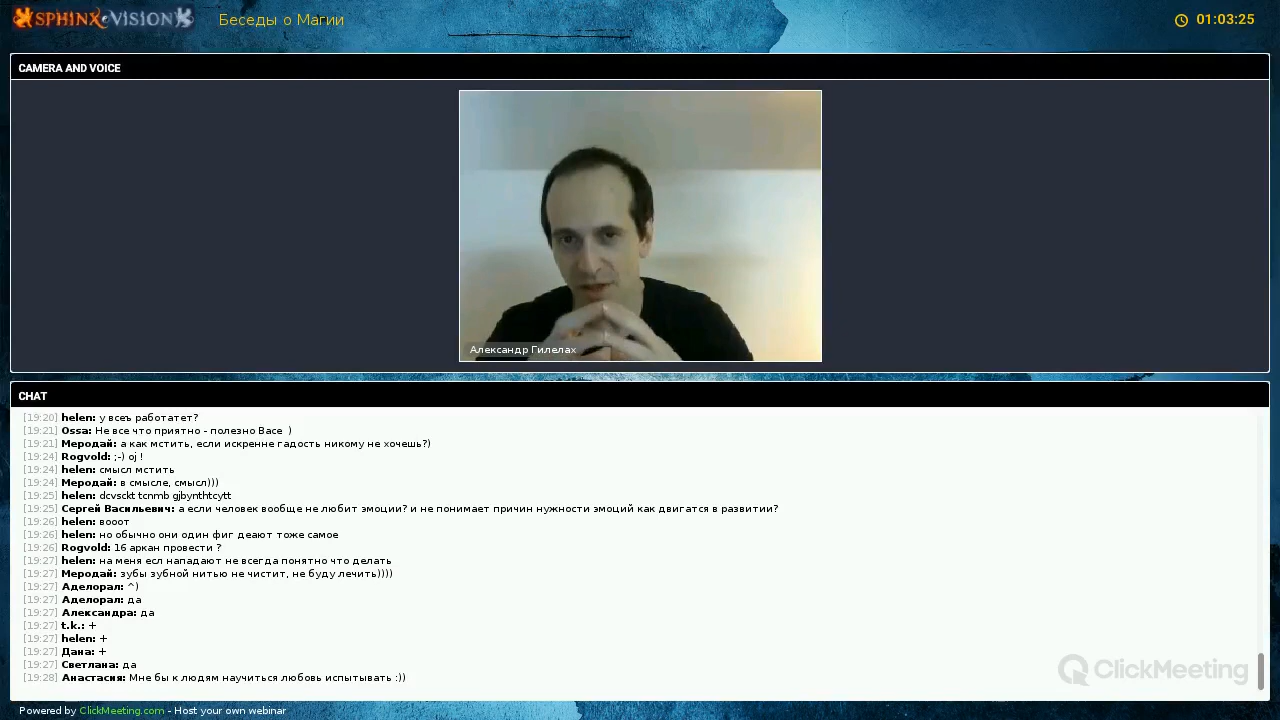 SPHINX VISION Беседы о Магии 01:03:25
CAMERA AND VOICE
Александр Гилелах
CHAT
[19:20] helen: у всеъ работатет?
[19:21] Ossa: Не все что приятно - полезно Васе )
[19:21] Меродай: а как мстить, если искренне гадость никому не хочешь?)
[19:24] Rogvold: ;-) oj !
[19:24] helen: смысл мстить
[19:24] Меродай: в смысле, смысл)))
[19:25] helen: dcvsckt tcnmb gjbynthtcytt
[19:25] Сергей Васильевич: а если человек вообще не любит эмоции? и не понимает причин нужности эмоций как двигатся в развитии?
[19:26] helen: вооот
[19:26] helen: но обычно они один фиг деают тоже самое
[19:26] Rogvold: 16 аркан провести ?
[19:27] helen: на меня есл нападают не всегда понятно что делать
[19:27] Меродай: зубы зубной нитью не чистит, не буду лечить))))
[19:27] Аделорал: ^)
[19:27] Аделорал: да
[19:27] Александра: да
[19:27] t.k.: +
[19:27] helen: +
[19:27] Дана: +
[19:27] Светлана: да
[19:28] Анастасия: Мне бы к людям научиться любовь испытывать :))
ClickMeeting
Powered by ClickMeeting.com - Host your own webinar